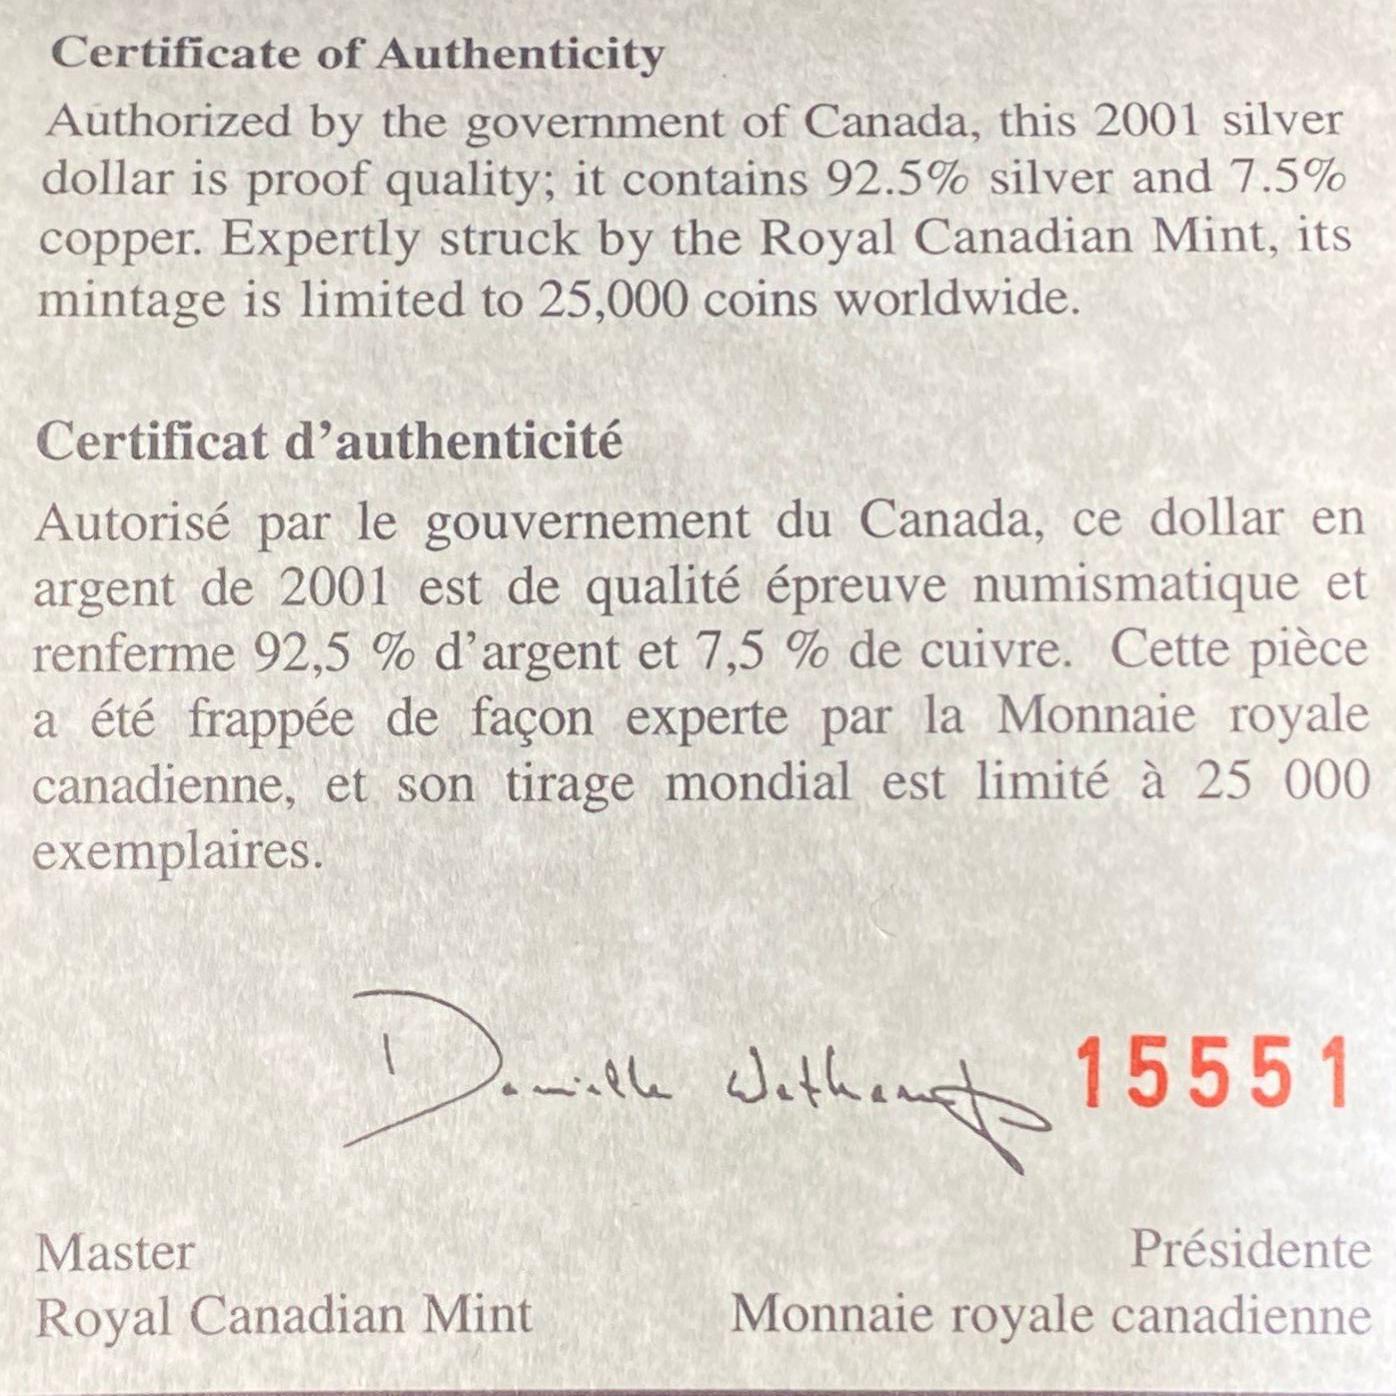 Certificate of Authenticity
Authorized by the government of Canada, this 2001 silver
dollar is proof quality; it contains 92.5% silver and 7.5%
copper. Expertly struck by the Royal Canadian Mint, its
mintage is limited to 25,000 coins worldwide.
Certificat d’authenticité
Autorisé par le gouvernement du Canada, ce dollar en
argent de 2001 est de qualité épreuve numismatique et
renferme 92,5 % d’argent et 7,5 % de cuivre. Cette pièce
a été frappée de façon experte par la Monnaie royale
canadienne, et son tirage mondial est limité à 25 000
exemplaires.
Danielle 15551
Master
Royal Canadian Mint
Présidente
Monnaie royale canadienne